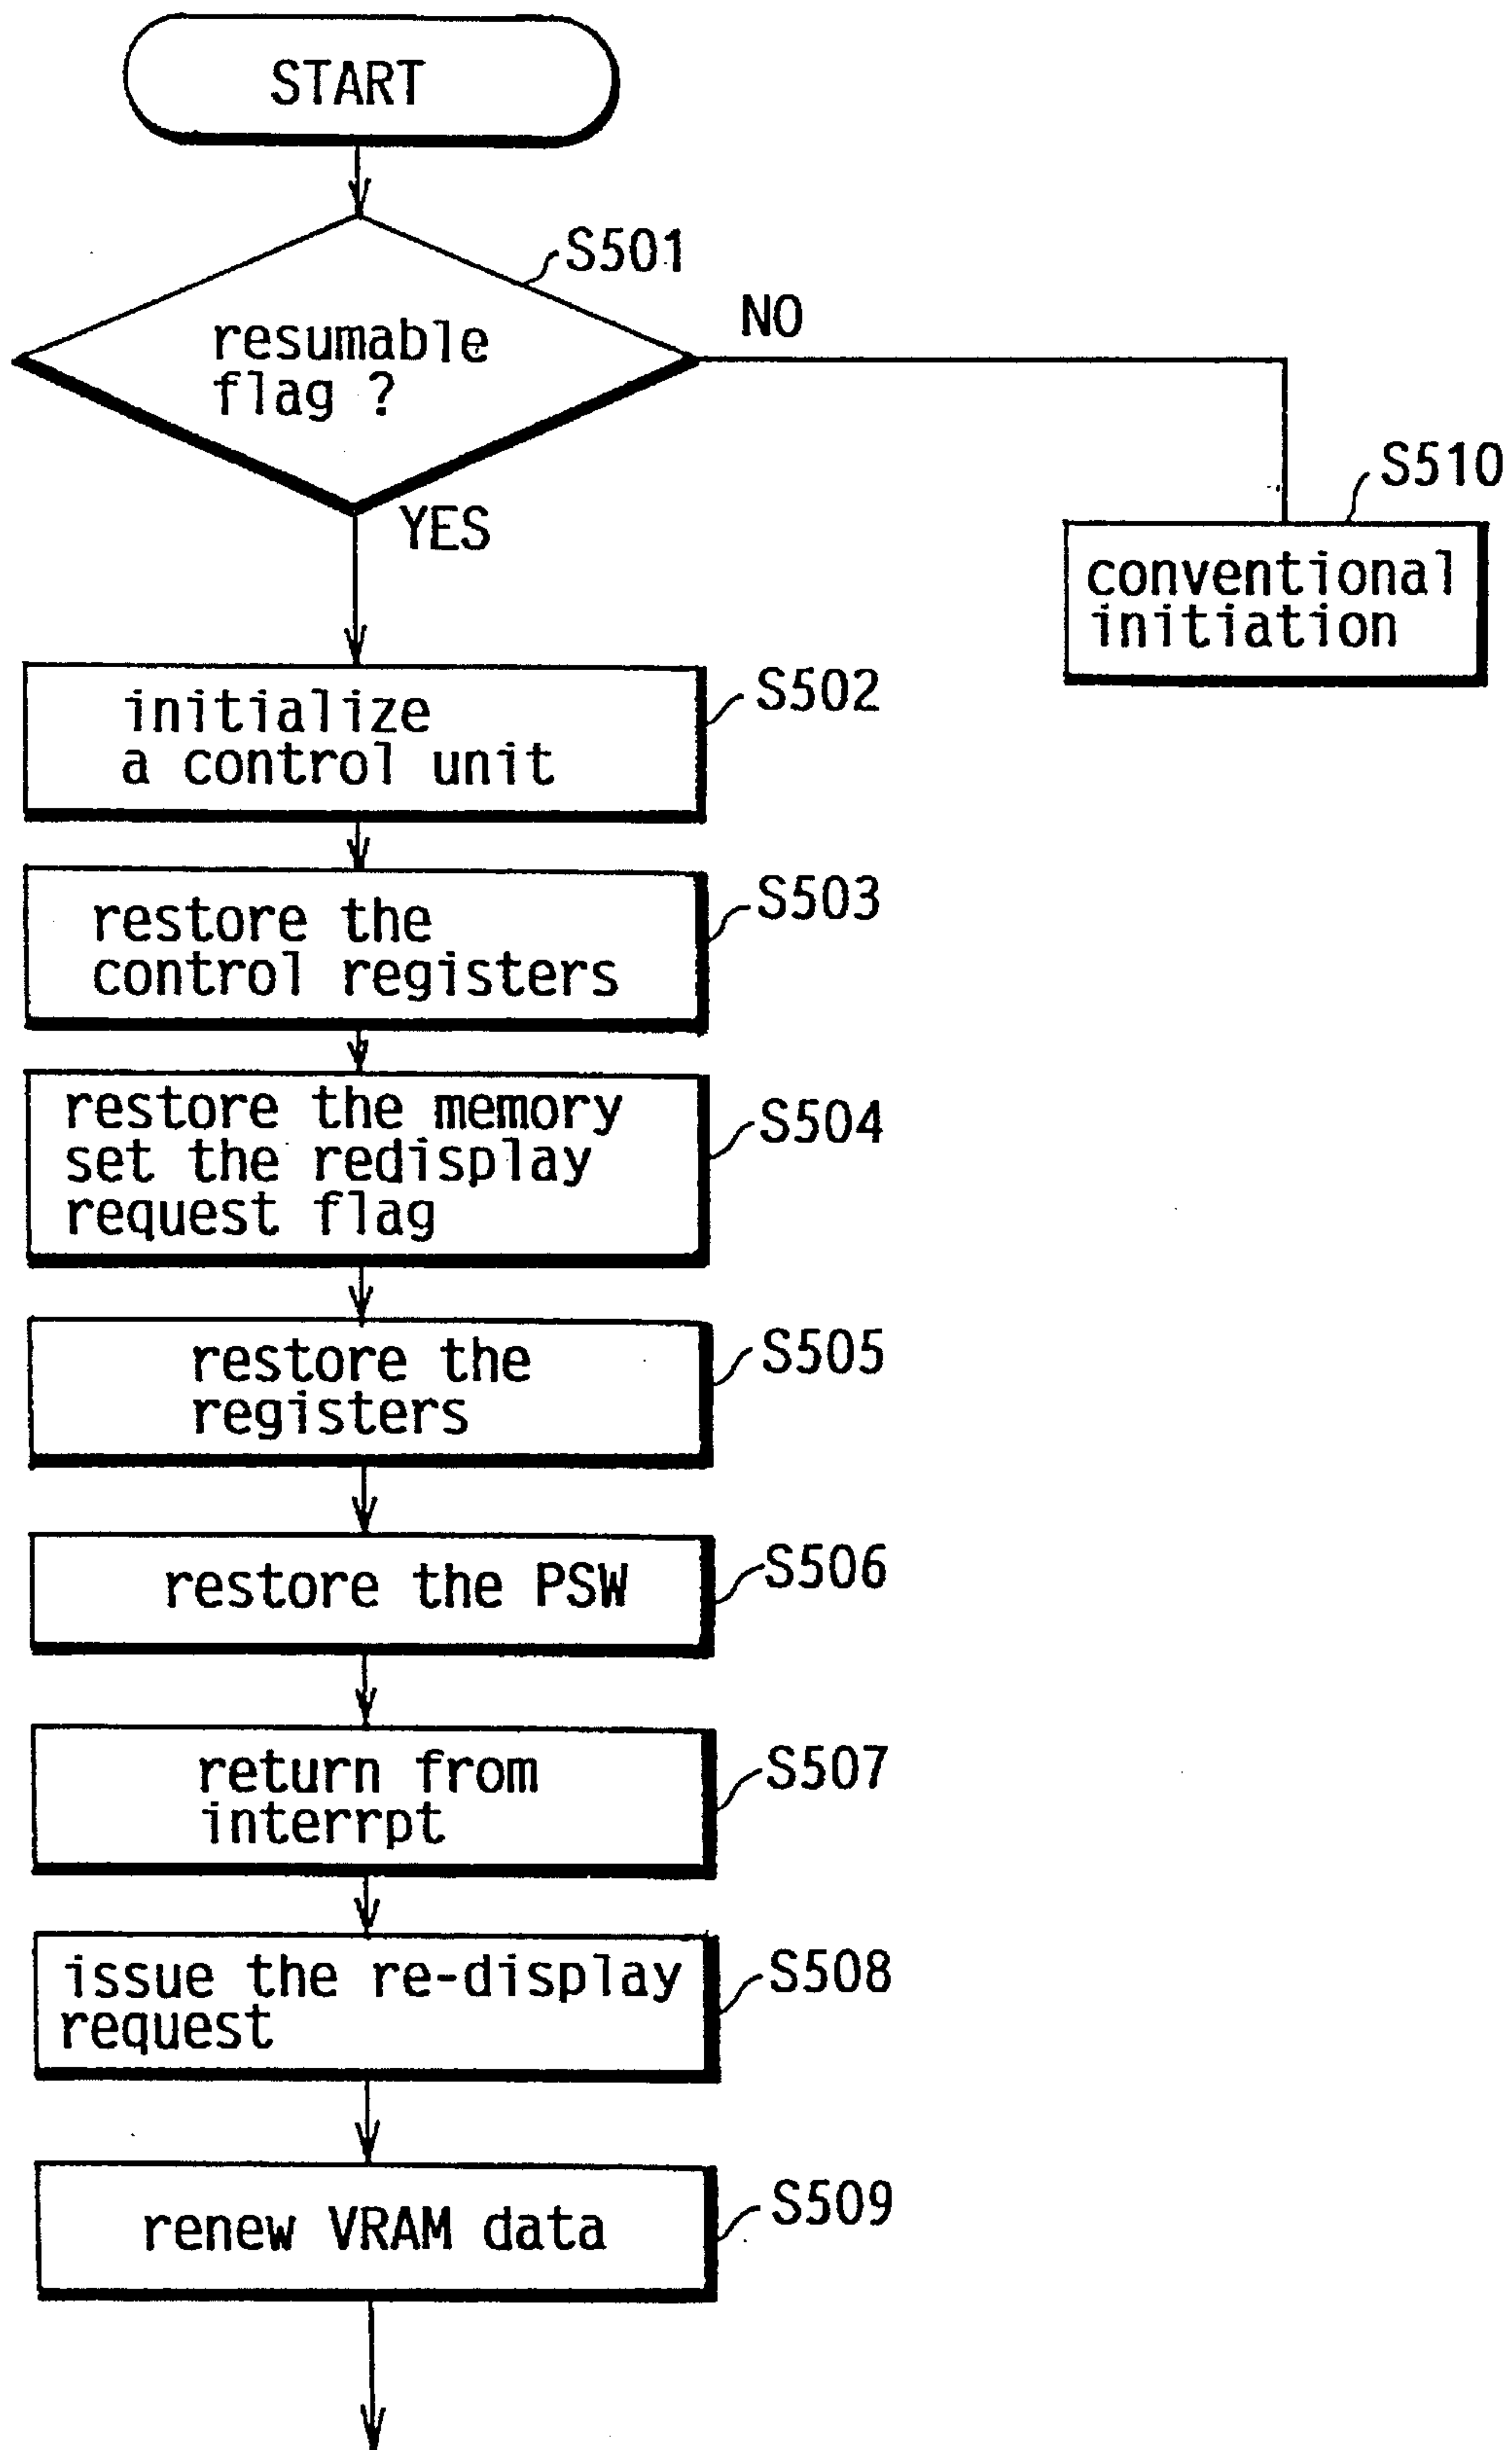 START
S501
resumable
flag ?
NO
YES
S510
conventional
initiation
S502
initialize
a control unit
S503
restore the
control registers
S504
restore the memory
set the redisplay
request flag
S505
restore the
registers
S506
restore the PSW
S507
return from
interrpt
S508
issue the re-display
request
S509
renew VRAM data